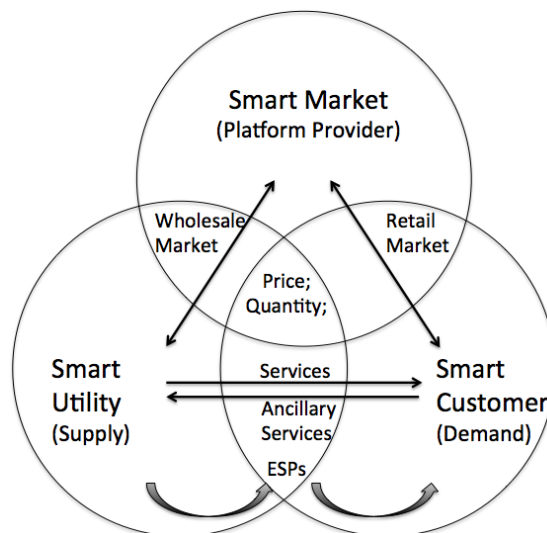 Smart Market
(Platform Provider)
Wholesale
Market
Retail
Market
Price;
Quantity;
Smart
Utility
(Supply)
Services
Ancillary
Services
ESPs
Smart
Customer
(Demand)